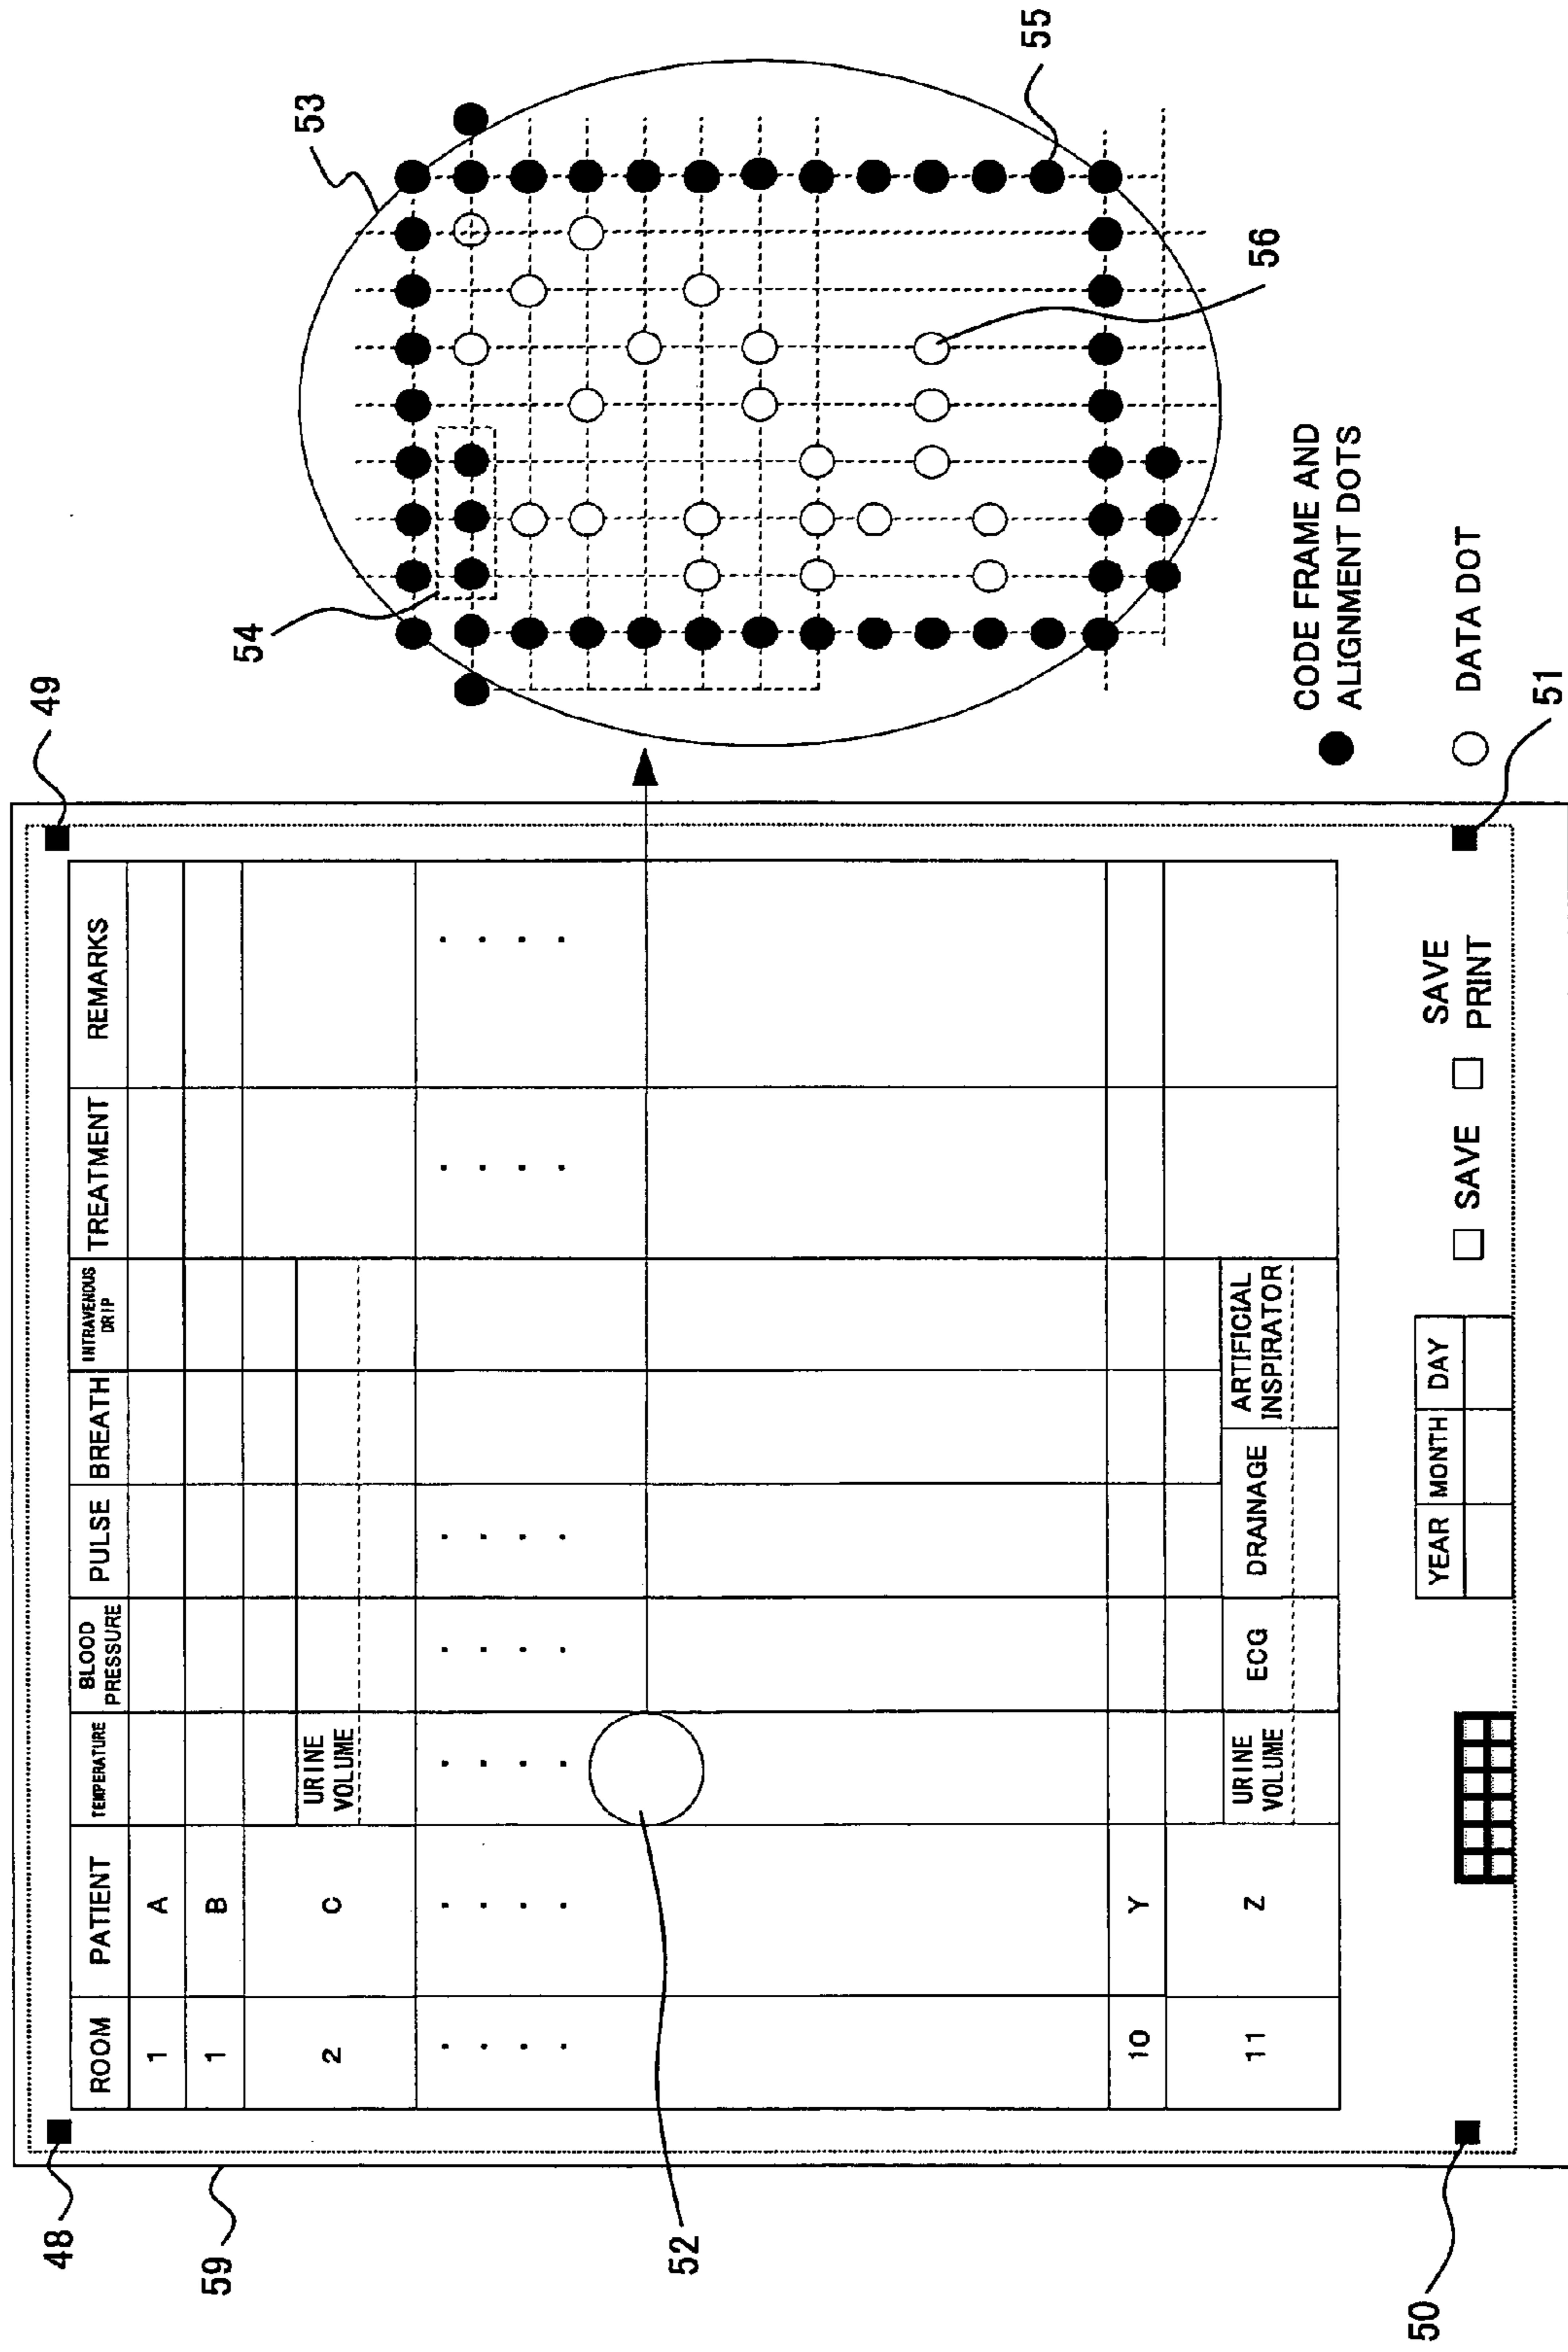 48
49
59
ROOM PATIENT TEMPERATURE BLOOD PRESSURE PULSE BREATH INTRAVENOUS DRIP TREATMENT REMARKS
1 A
1 B
2 C URINE VOLUME
. . . .
10 Y
11 Z URINE VOLUME ECG DRAINAGE ARTIFICIAL INSPIRATOR
YEAR MONTH DAY
SAVE
SAVE
PRINT
50
51
52
53
54
55
56
CODE FRAME AND
ALIGNMENT DOTS
DATA DOT